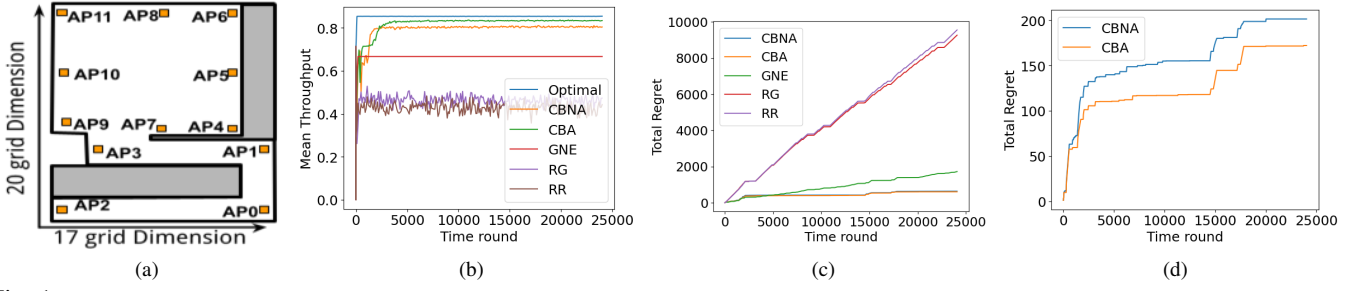 20 grid Dimension
AP11 AP8 AP6
AP10 AP5
AP9 AP7 AP4
AP3 AP1
AP2 AP0
17 grid Dimension
(a)
Mean Throughput
0.8
0.6
0.4
0.2
0.0
Optimal
CBNA
CBA
GNE
RG
RR
0 5000 10000 15000 20000 25000
Time round
(b)
Total Regret
10000
8000
6000
4000
2000
0
CBNA
CBA
GNE
RG
RR
0 5000 10000 15000 20000 25000
Time round
(c)
Total Regret
200
150
100
50
0
CBNA
CBA
0 5000 10000 15000 20000 25000
Time round
(d)